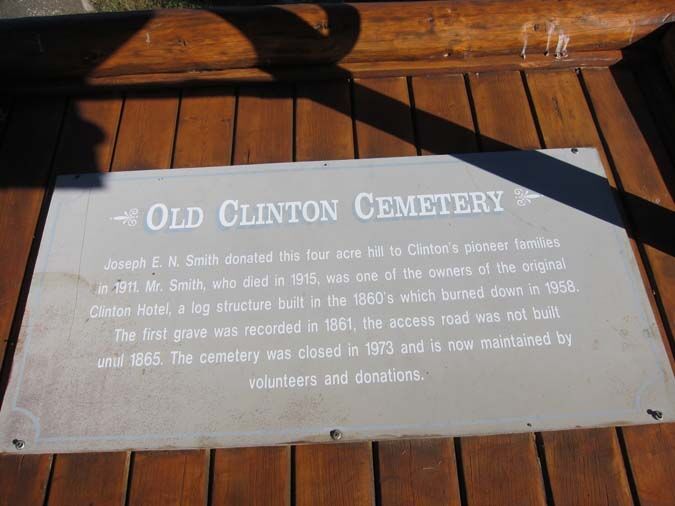 OLD CLINTON CEMETERY
Joseph E. N. Smith donated this four acre hill to Clinton's pioneer families
in 1911. Mr. Smith, who died in 1915, was one of the owners of the original
Clinton Hotel, a log structure built in the 1860's which burned down in 1958.
The first grave was recorded in 1861, the access road was not built
until 1865. The cemetery was closed in 1973 and is now maintained by
volunteers and donations.